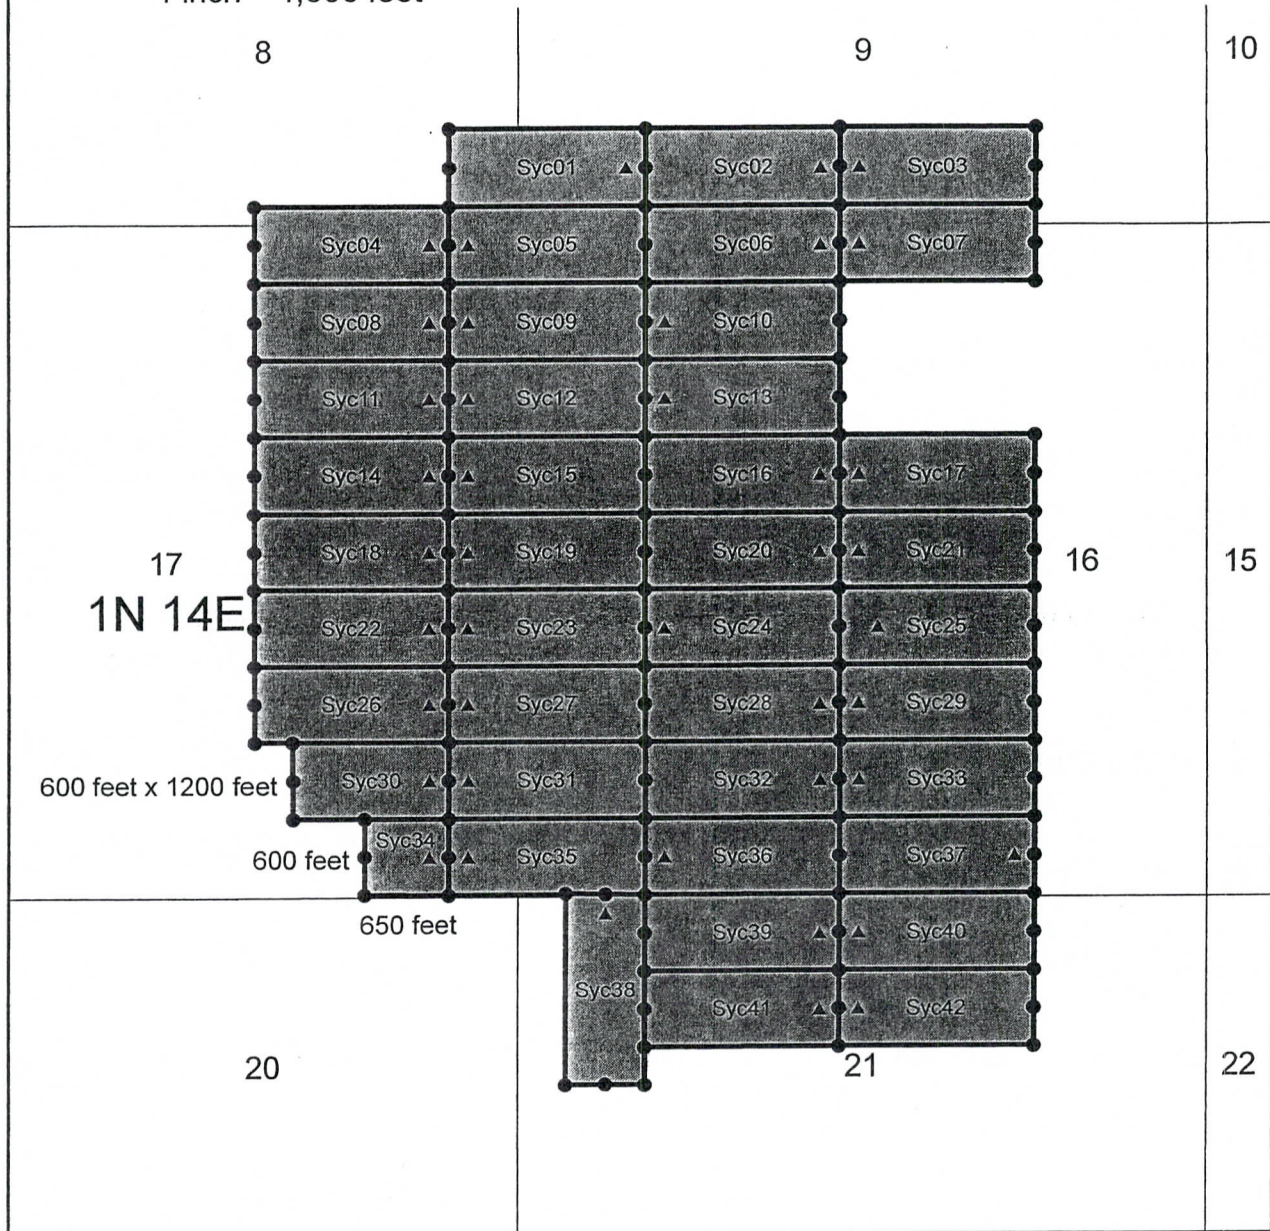 8 9 10
Syc01 Syc02 Syc03
Syc04 Syc05 Syc06 Syc07
Syc08 Syc09 Syc10
Syc11 Syc12 Syc13
Syc14 Syc15 Syc16 Syc17
17 Syc18 Syc19 Syc20 Syc21 16 15
1N 14E Syc22 Syc23 Syc24 Syc25
Syc26 Syc27 Syc28 Syc29
600 feet x 1200 feet Syc30 Syc31 Syc32 Syc33
Syc34
600 feet Syc35 Syc36 Syc37
650 feet Syc39 Syc40
Syc38
Syc41 Syc42
20 21 22